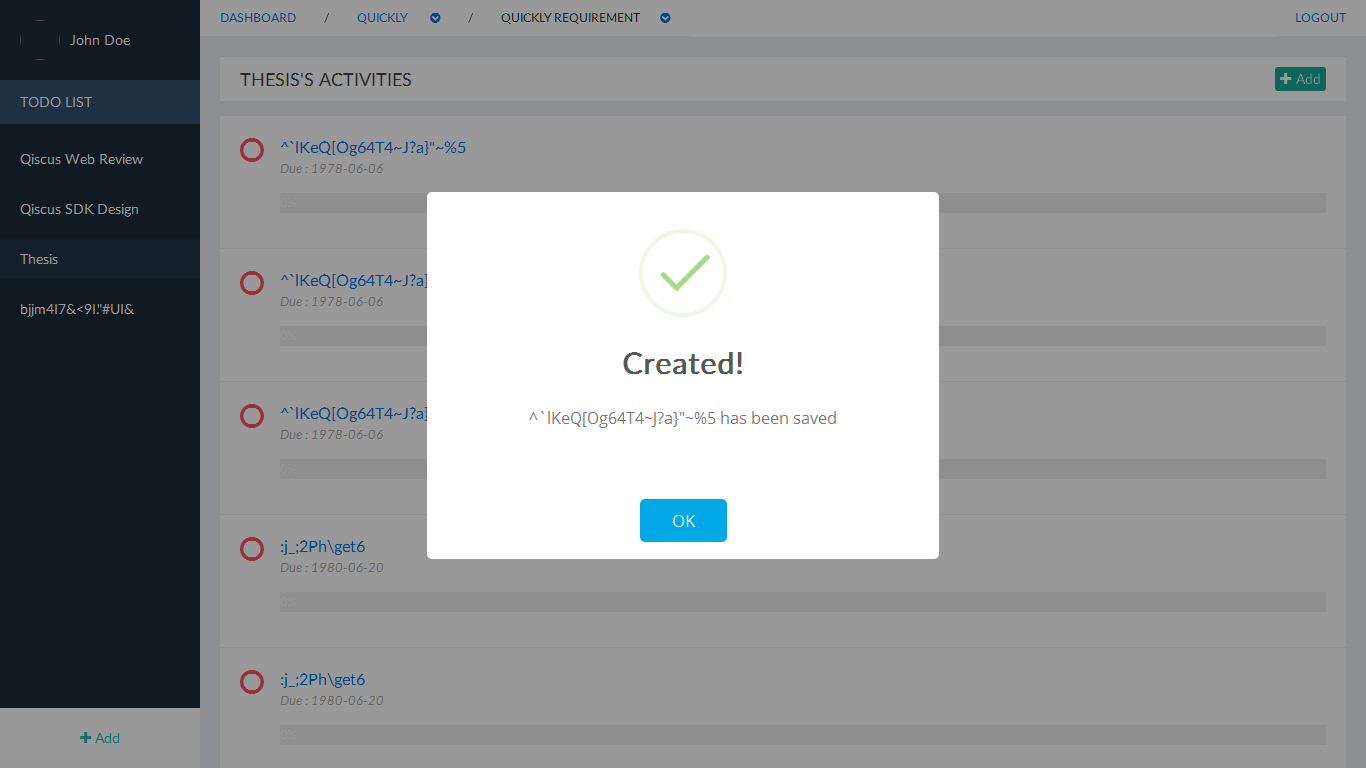 John Doe
TODO LIST
Qiscus Web Review
Qiscus SDK Design
Thesis
bjjm4I7&<9I."#UI&
+ Add
DASHBOARD / QUICKLY / QUICKLY REQUIREMENT LOGOUT
THESIS'S ACTIVITIES
+ Add
^`lKeQ[Og64T4~J?a}"~%5
Due : 1978-06-06
0%
^`lKeQ[Og64T4~J?a}
Due : 1978-06-06
0%
^`lKeQ[Og64T4~J?a}
Due : 1978-06-06
0%
:j_;2Ph\get6
Due : 1980-06-20
0%
:j_;2Ph\get6
Due : 1980-06-20
0%
Created!
^`lKeQ[Og64T4~J?a}"~%5 has been saved
OK